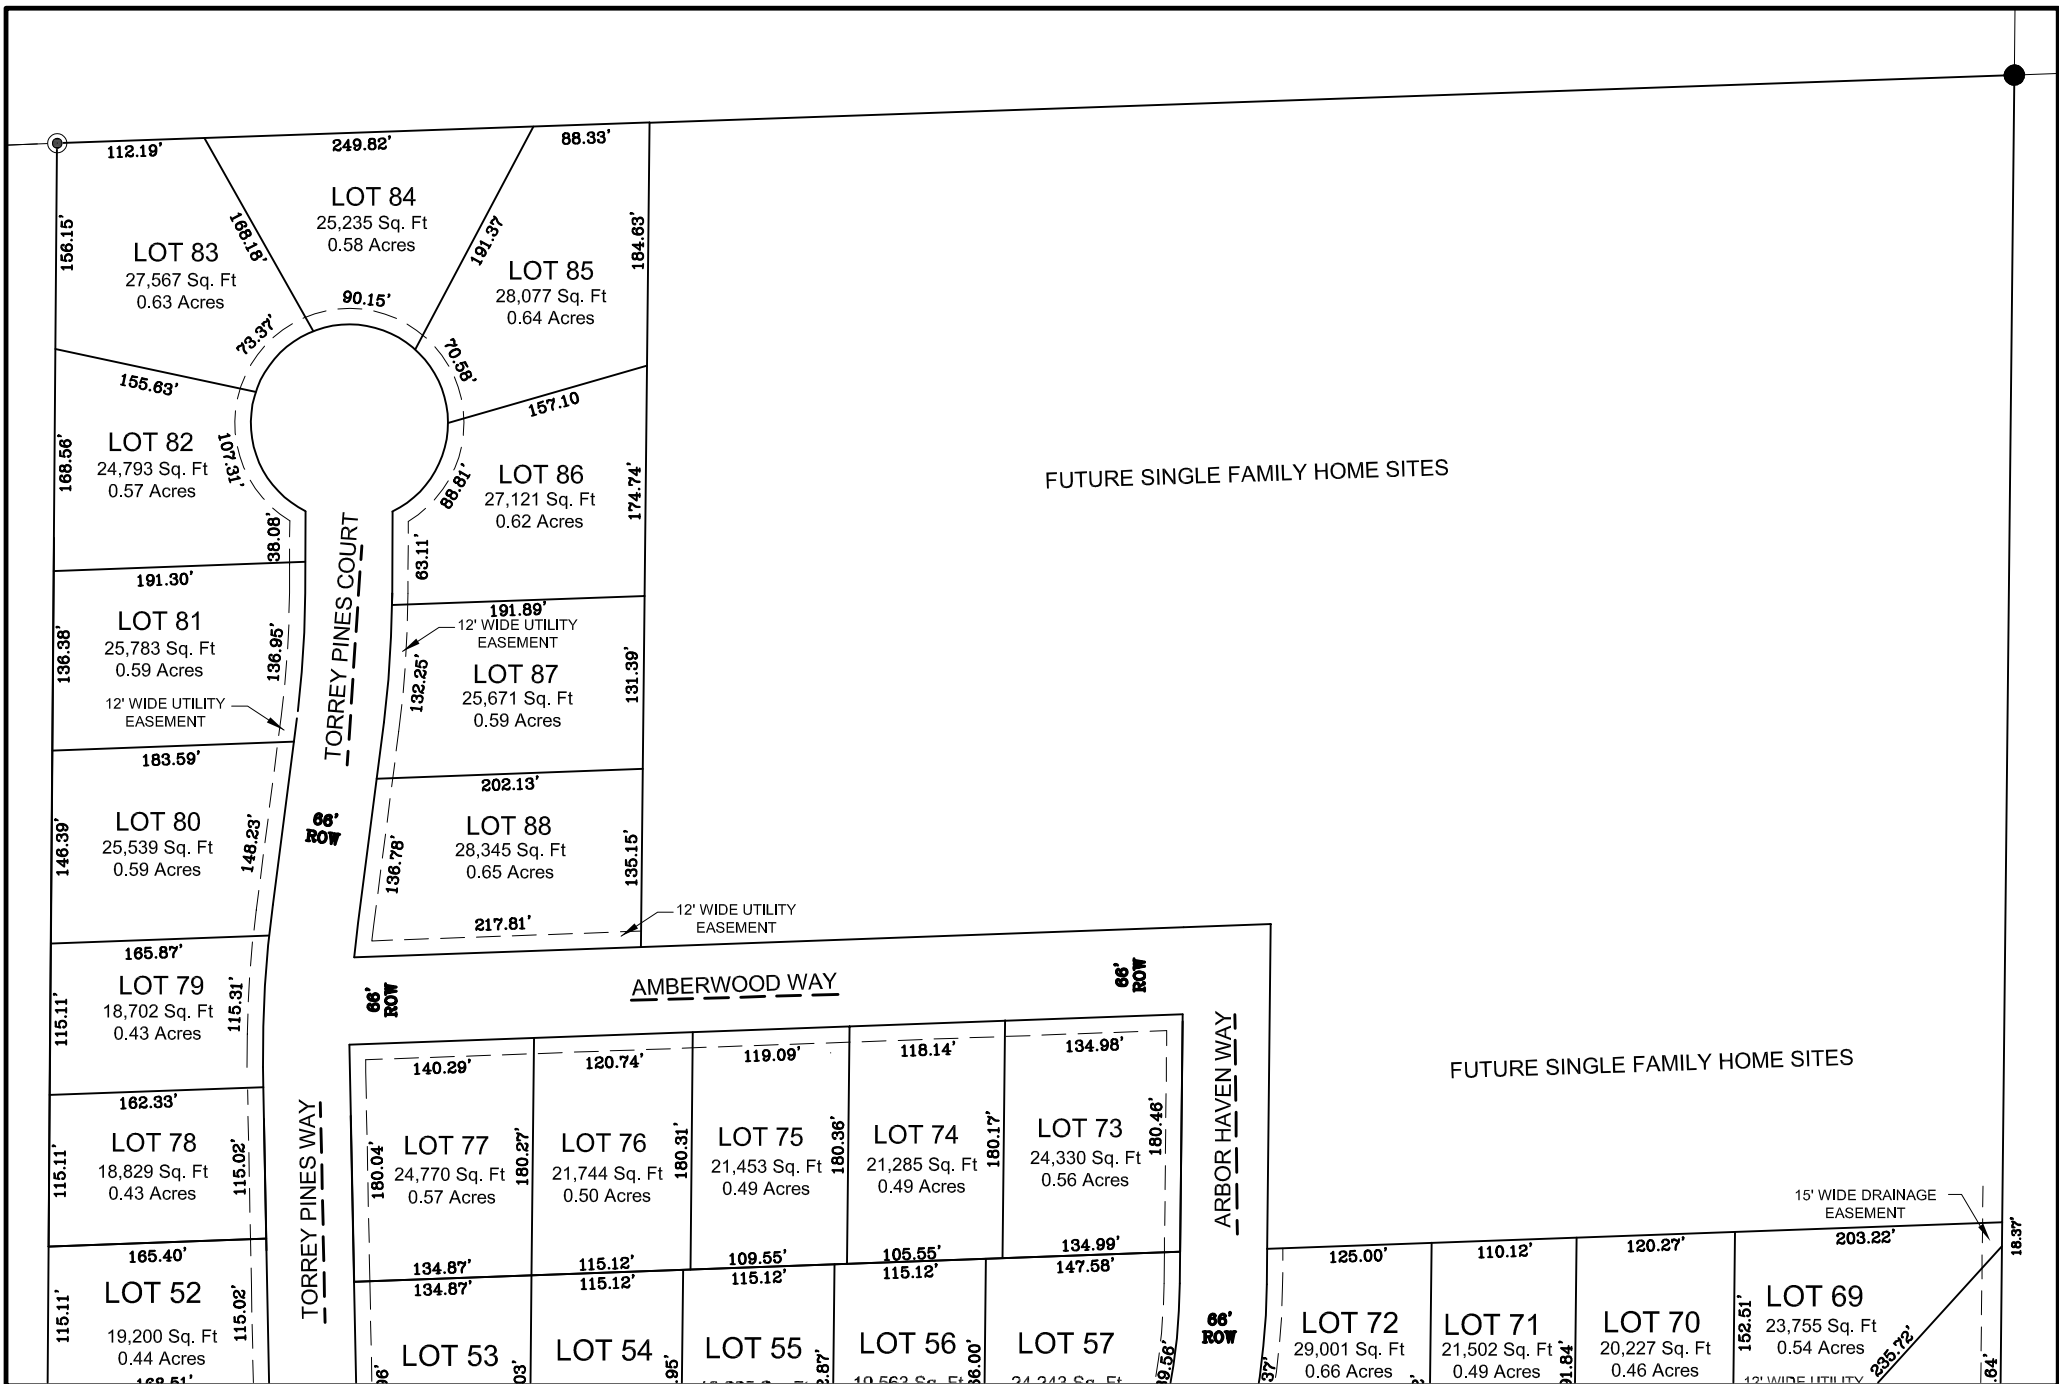 112.19'
249.82'
88.33'
156.15'
168.18'
191.37
184.63'
LOT 83
27,567 Sq. Ft
0.63 Acres
LOT 84
25,235 Sq. Ft
0.58 Acres
LOT 85
28,077 Sq. Ft
0.64 Acres
73.37'
90.15'
70.58'
155.63'
157.10
168.56'
LOT 82
24,793 Sq. Ft
0.57 Acres
107.31'
38.08'
88.81'
63.11'
LOT 86
27,121 Sq. Ft
0.62 Acres
174.74'
FUTURE SINGLE FAMILY HOME SITES
TORREY PINES COURT
191.30'
191.89'
12' WIDE UTILITY
EASEMENT
136.38'
LOT 81
25,783 Sq. Ft
0.59 Acres
136.95'
12' WIDE UTILITY
EASEMENT
132.25'
LOT 87
25,671 Sq. Ft
0.59 Acres
131.39'
183.59'
202.13'
146.39'
LOT 80
25,539 Sq. Ft
0.59 Acres
148.23'
66'
ROW
136.78'
LOT 88
28,345 Sq. Ft
0.65 Acres
135.15'
217.81'
12' WIDE UTILITY
EASEMENT
165.87'
115.11'
LOT 79
18,702 Sq. Ft
0.43 Acres
115.31'
66'
ROW
AMBERWOOD WAY
66'
ROW
162.33'
115.11'
LOT 78
18,829 Sq. Ft
0.43 Acres
115.02'
TORREY PINES WAY
140.29'
120.74'
119.09'
118.14'
134.98'
180.04'
LOT 77
24,770 Sq. Ft
0.57 Acres
180.27'
LOT 76
21,744 Sq. Ft
0.50 Acres
180.31'
LOT 75
21,453 Sq. Ft
0.49 Acres
180.36'
LOT 74
21,285 Sq. Ft
0.49 Acres
180.17'
LOT 73
24,330 Sq. Ft
0.56 Acres
180.46'
ARBOR HAVEN WAY
FUTURE SINGLE FAMILY HOME SITES
15' WIDE DRAINAGE
EASEMENT
134.87'
115.12'
109.55'
105.55'
134.99'
165.40'
115.11'
LOT 52
19,200 Sq. Ft
0.44 Acres
115.02'
134.87'
115.12'
115.12'
115.12'
147.58'
LOT 53
LOT 54
LOT 55
LOT 56
LOT 57
66'
ROW
125.00'
110.12'
120.27'
203.22'
18.37'
LOT 72
29,001 Sq. Ft
0.66 Acres
LOT 71
21,502 Sq. Ft
0.49 Acres
LOT 70
20,227 Sq. Ft
0.46 Acres
152.51'
LOT 69
23,755 Sq. Ft
0.54 Acres
235.72'
12' WIDE UTILITY